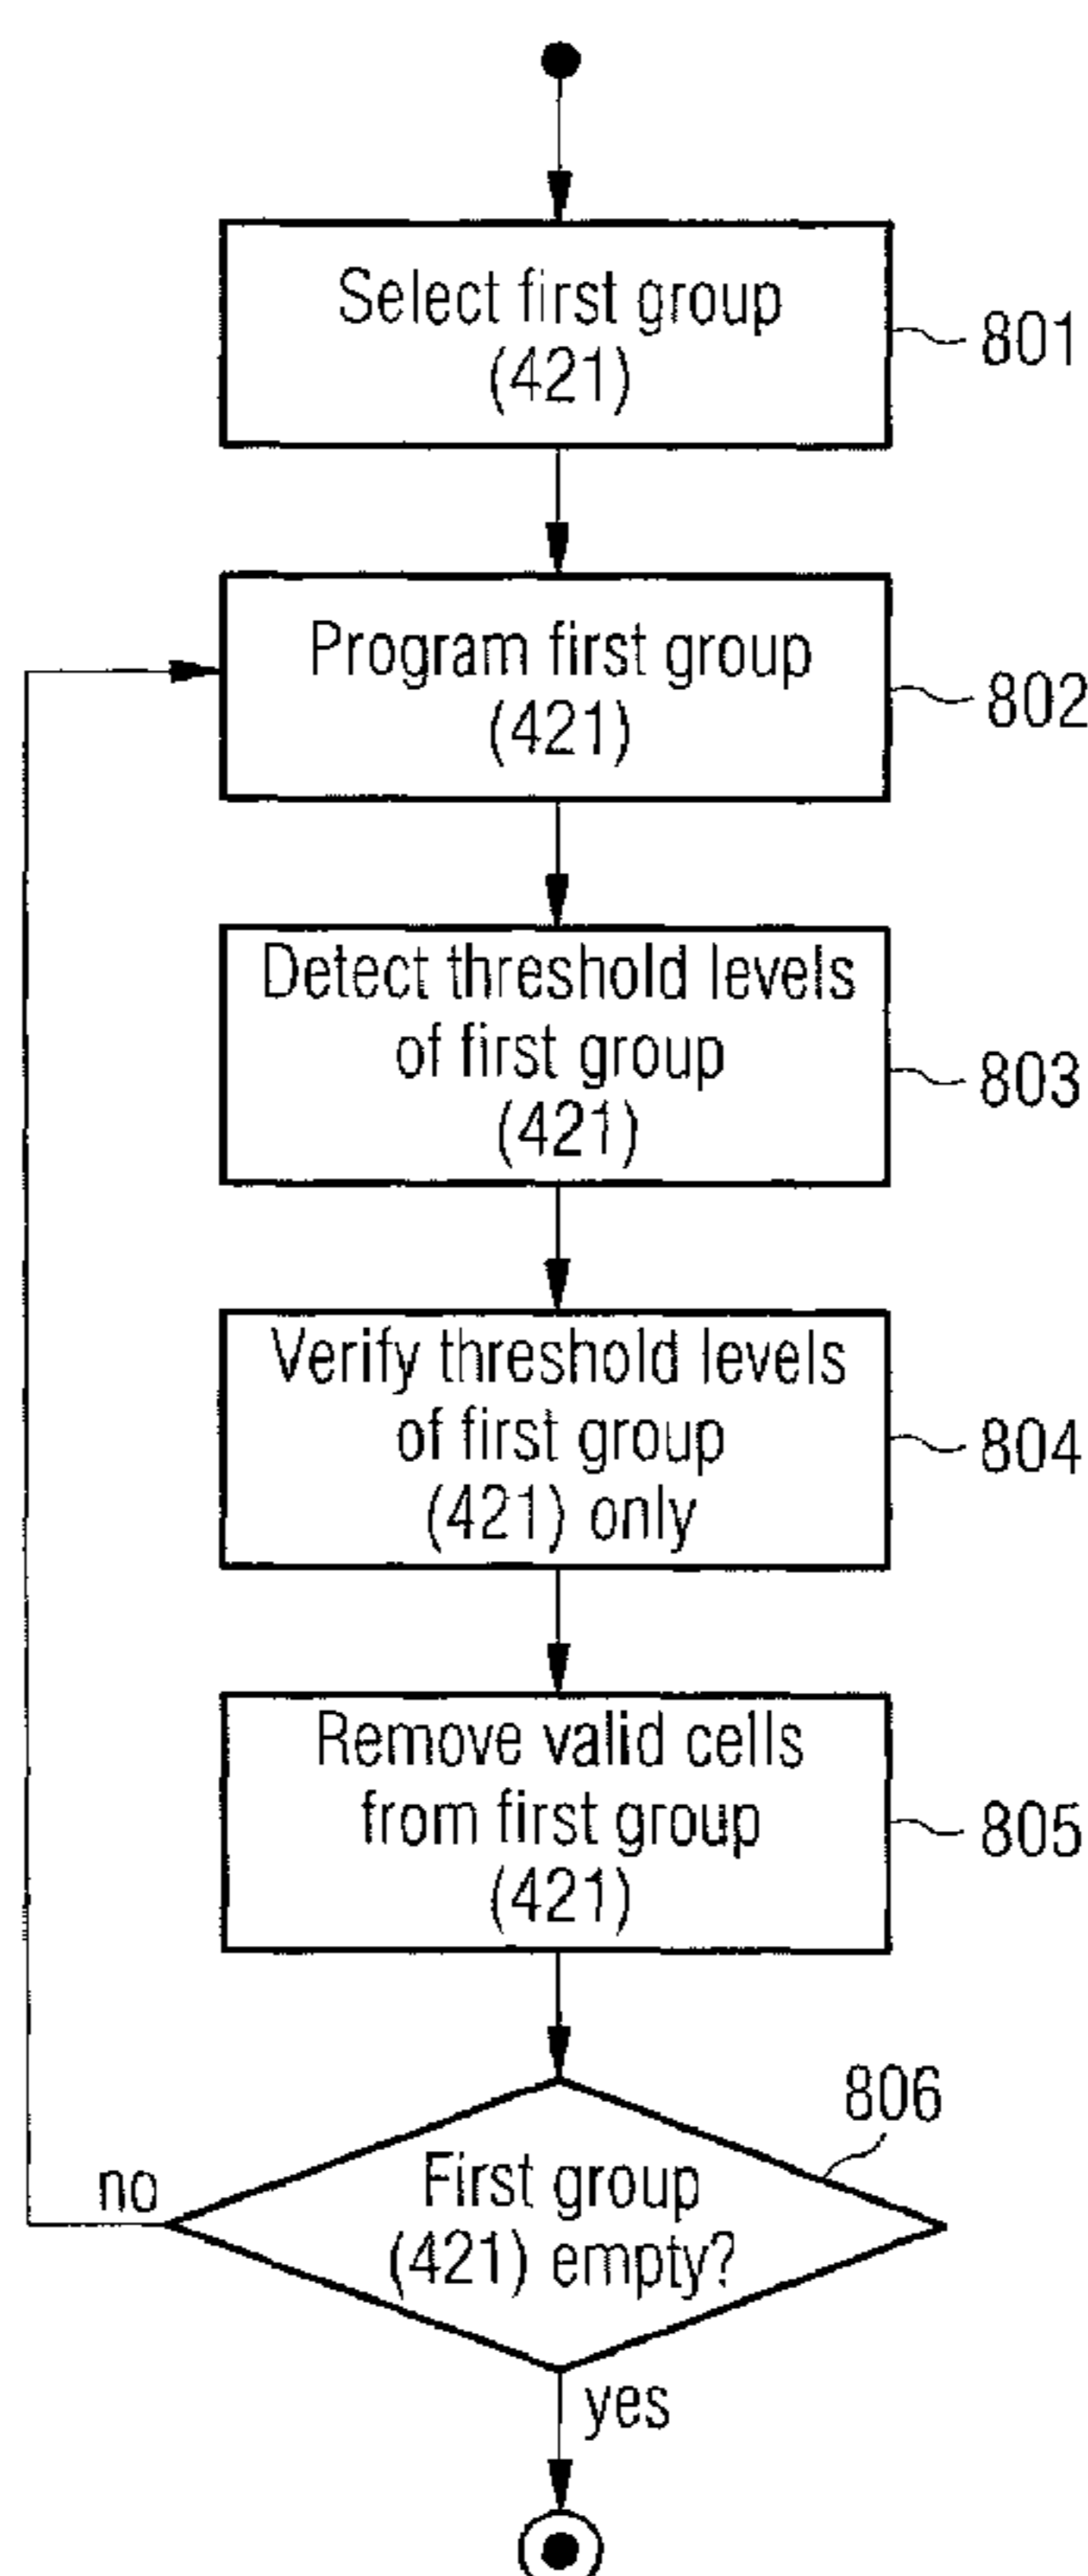 Select first group
(421)
801
Program first group
(421)
802
Detect threshold levels
of first group
(421)
803
Verify threshold levels
of first group
(421) only
804
Remove valid cells
from first group
(421)
805
806
First group
(421) empty?
no
yes